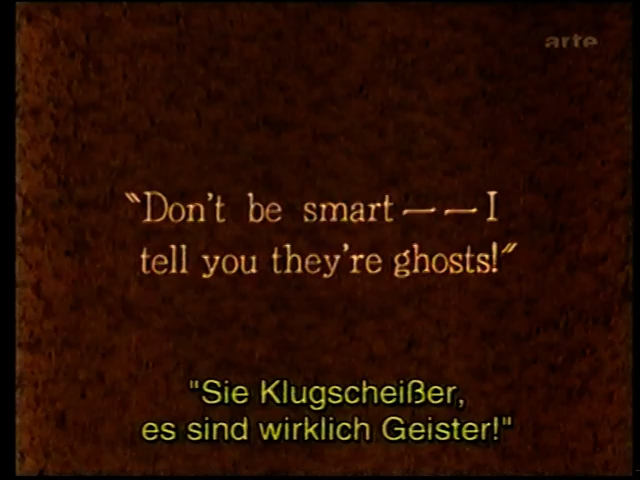 arte
“Don't be smart — — I
tell you they're ghosts!”
"Sie Klugscheißer,
es sind wirklich Geister!"